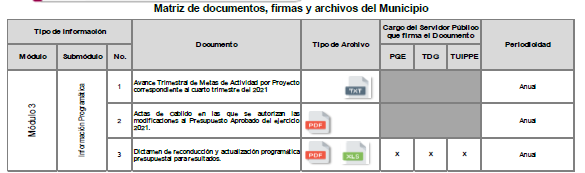 Matriz de documentos, firmas y archivos del Municipio
Tipo de Información
Documento
Tipo de Archivo
Cargo del Servidor Público
que firma el Documento
Periodicidad
Módulo
Submódulo
No.
PQE
TDG
TUIPPE
Módulo 3
Información Programática
1
Avance Trimestral de Metas de Actividad por Proyecto
correspondiente al cuarto trimestre del 2021
TXT
Anual
2
Actas de cabildo en las que se autorizan las
modificaciones al Presupuesto Aprobado del ejercicio
2021.
PDF
Anual
3
Dictamen de reconducción y actualización programática
presupuestal para resultados.
PDF
XLS
x
x
x
Anual